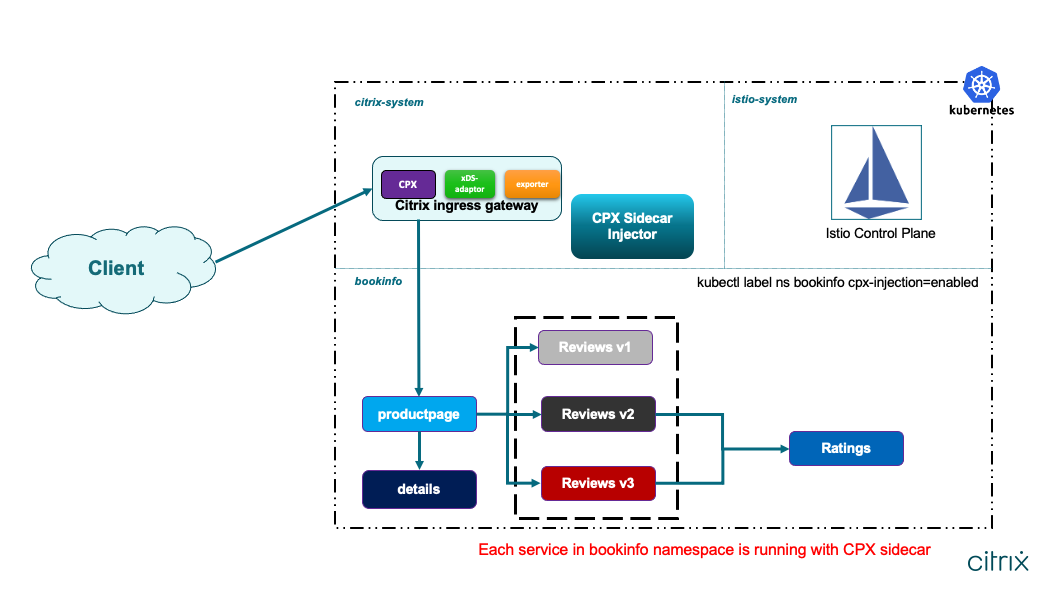 kubernetes
citrix-system
istio-system
CPX
xDS-
adaptor
exporter
Citrix ingress gateway
CPX Sidecar
Injector
Istio Control Plane
Client
bookinfo
kubectl label ns bookinfo cpx-injection=enabled
Reviews v1
productpage
Reviews v2
Ratings
details
Reviews v3
Each service in bookinfo namespace is running with CPX sidecar
citrix